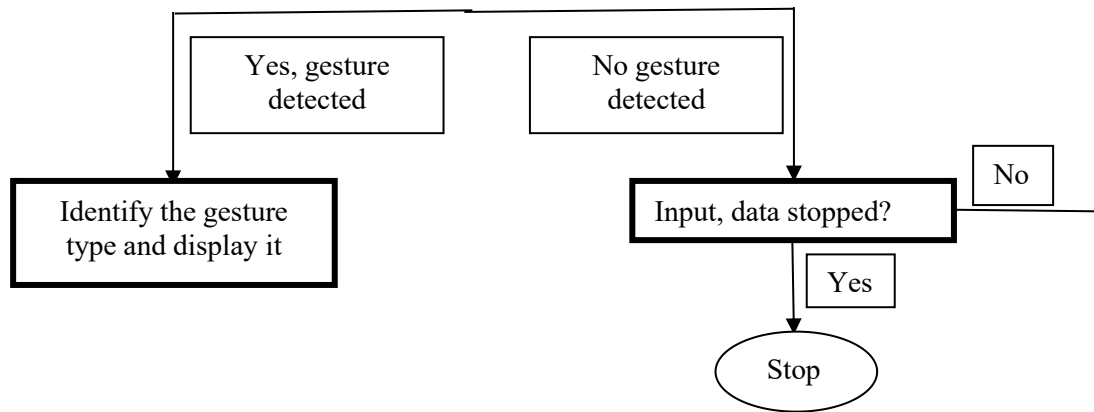 Yes, gesture
detected
No gesture
detected
No
Identify the gesture
type and display it
Input, data stopped?
Yes
Stop